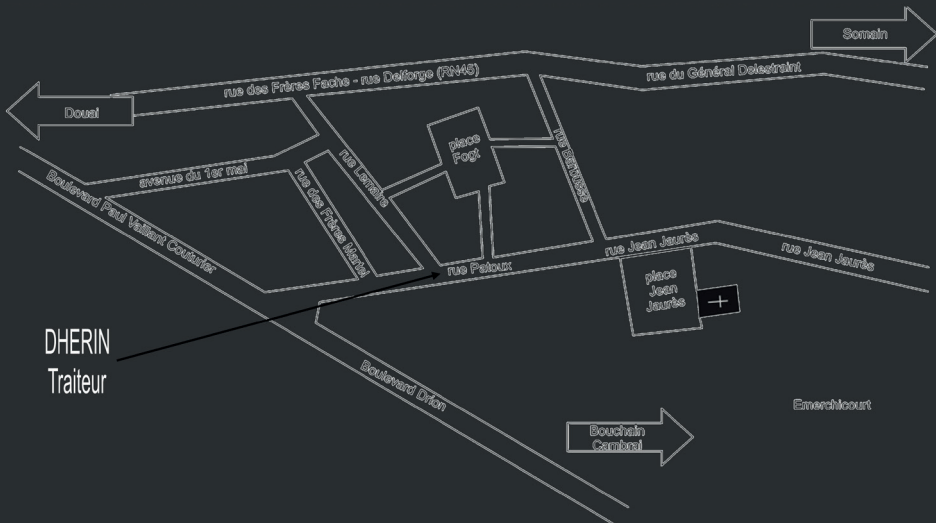 Somain
rue des Frères Fache - rue Delforge (RN45)
rue du Général Delestraint
Douai
place
Fogt
rue Barbusse
rue Lemaire
avenue du 1er mai
rue des Frères Martel
Boulevard Paul Vaillant Couturier
rue Jean Jaurès
rue Jean Jaurès
rue Patoux
place
Jean
Jaurès
DHERIN
Traiteur
Boulevard Drion
Emerchicourt
Bouchain
Cambrai